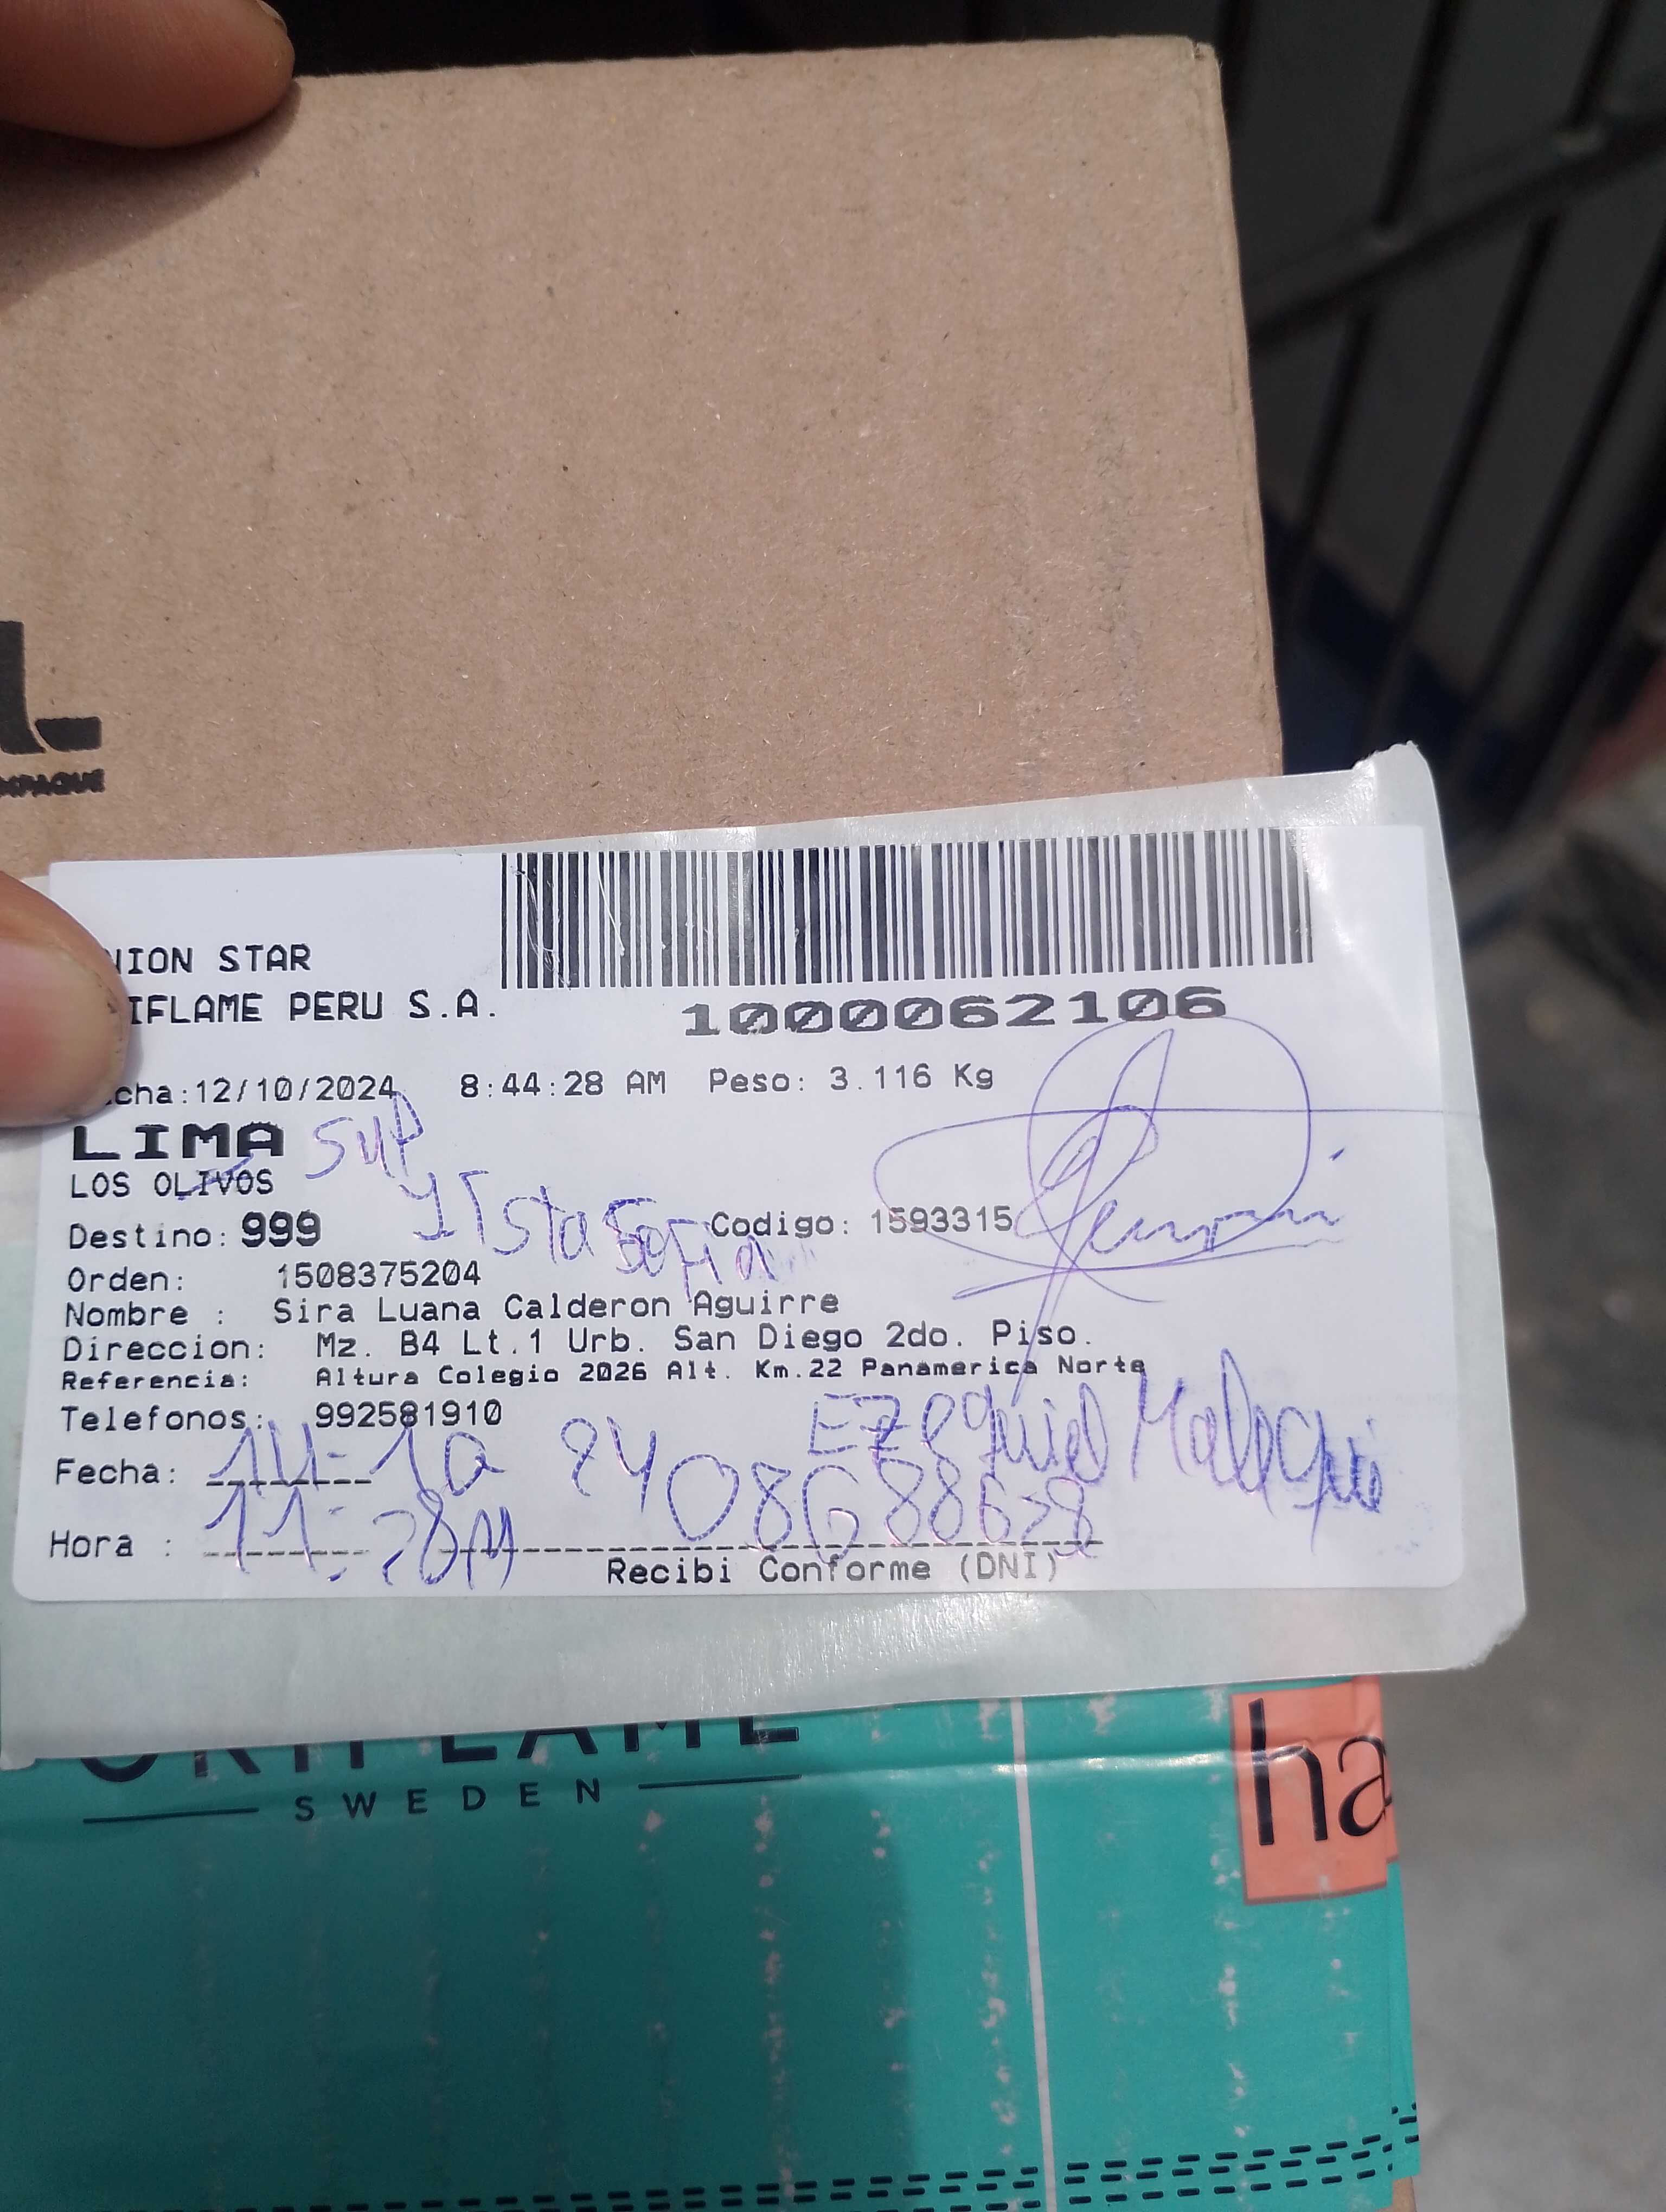 NION STAR
IFLAME PERU S.A.
1000062106
cha:12/10/2024 8:44:28 AM Peso: 3.116 Kg
LIMA SUP
LOS OLIVOS
Destino: 999 Codigo: 1593315
Orden: 1508375204
Nombre : Sira Luana Calderon Aguirre
Direccion: Mz. B4 Lt.1 Urb. San Diego 2do. Piso.
Referencia: Altura Colegio 2026 Alt. Km.22 Panamerica Norte
Telefonos: 992581910
Ezequiel
Fecha:
Hora : 11:28
Recibi Conforme (DNI)
ORIFLAME
SWEDEN
ha